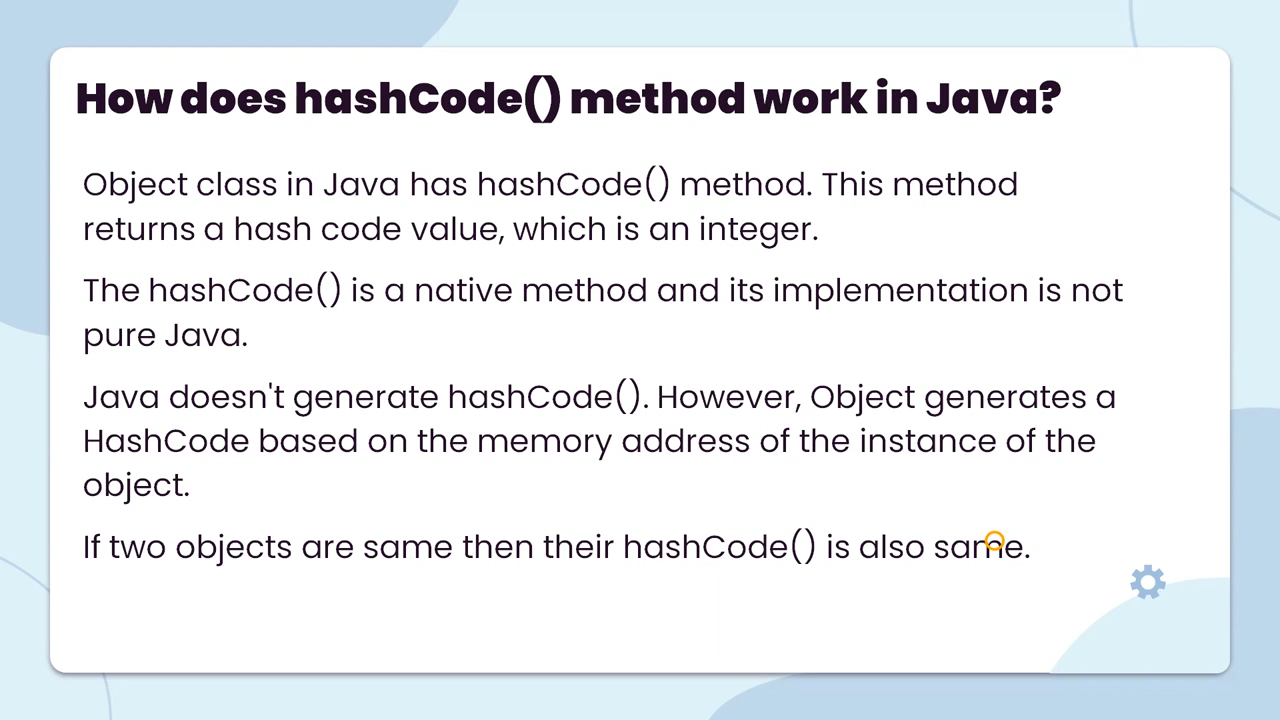 How does hashCode() method work in Java?
Object class in Java has hashCode() method. This method
returns a hash code value, which is an integer.
The hashCode() is a native method and its implementation is not
pure Java.
Java doesn't generate hashCode(). However, Object generates a
HashCode based on the memory address of the instance of the
object.
If two objects are same then their hashCode() is also same.